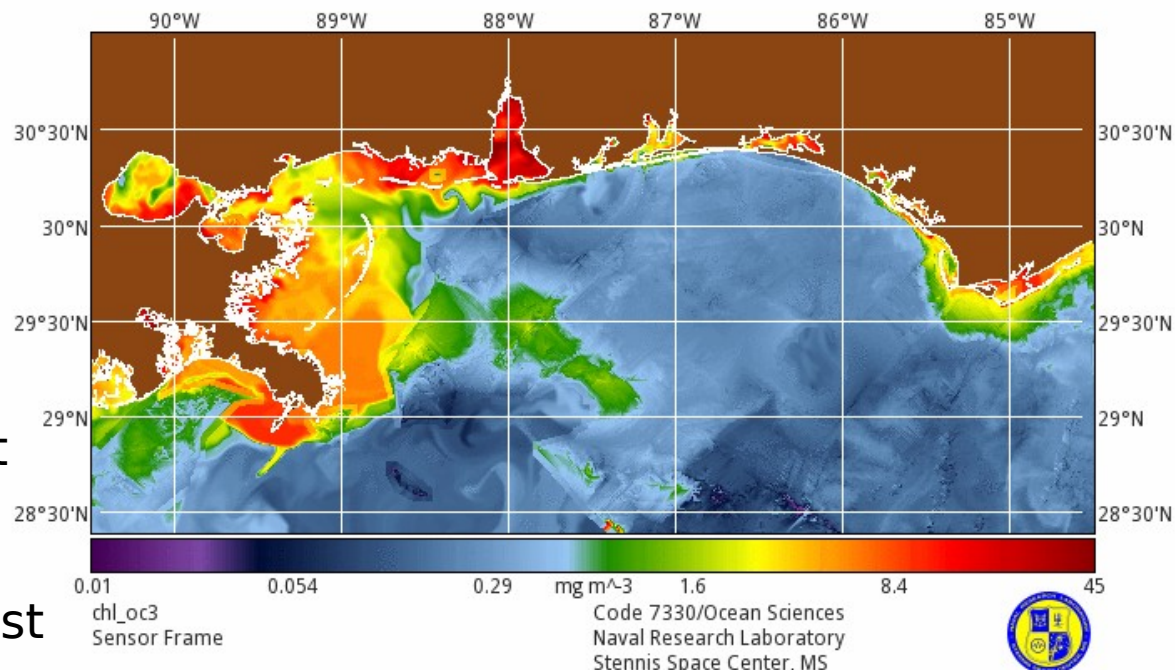 90°W 89°W 88°W 87°W 86°W 85°W
30°30'N 30°30'N
30°N 30°N
29°30'N 29°30'N
29°N 29°N
28°30'N 28°30'N
0.01 0.054 0.29 mg m^-3 1.6 8.4 45
chl_oc3 Code 7330/Ocean Sciences
st
Sensor Frame Naval Research Laboratory
Stennis Space Center, MS